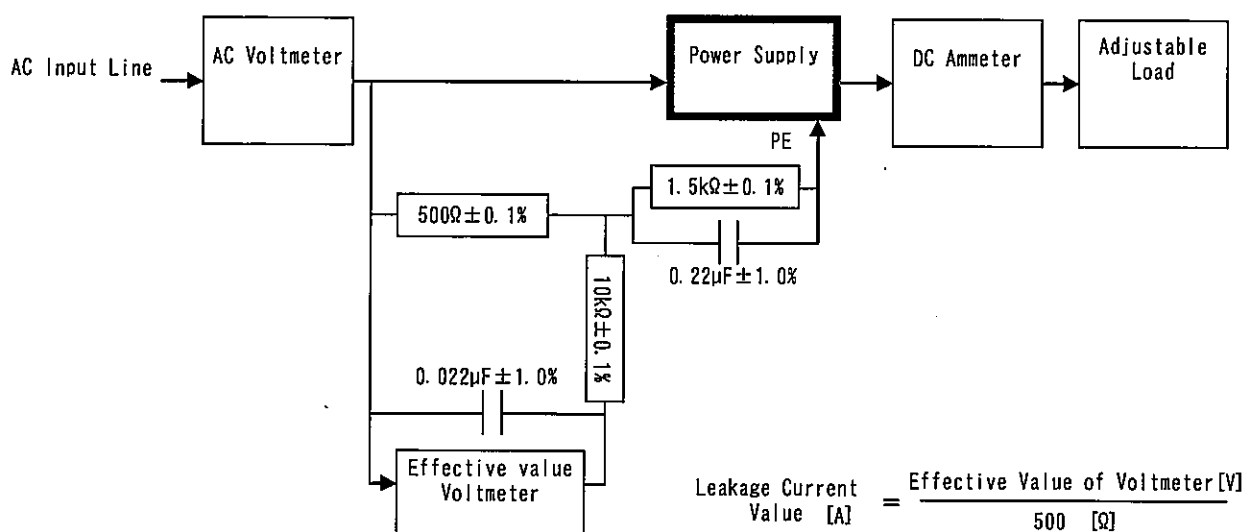 AC Input Line
AC Voltmeter
Power Supply
DC Ammeter
Adjustable
Load
PE
1.5kΩ±0.1%
500Ω±0.1%
0.22μF±1.0%
10kΩ±0.1%
0.022μF±1.0%
Effective value
Voltmeter
Leakage Current
Value [A]
=
Effective Value of Voltmeter[V]
500 [Ω]